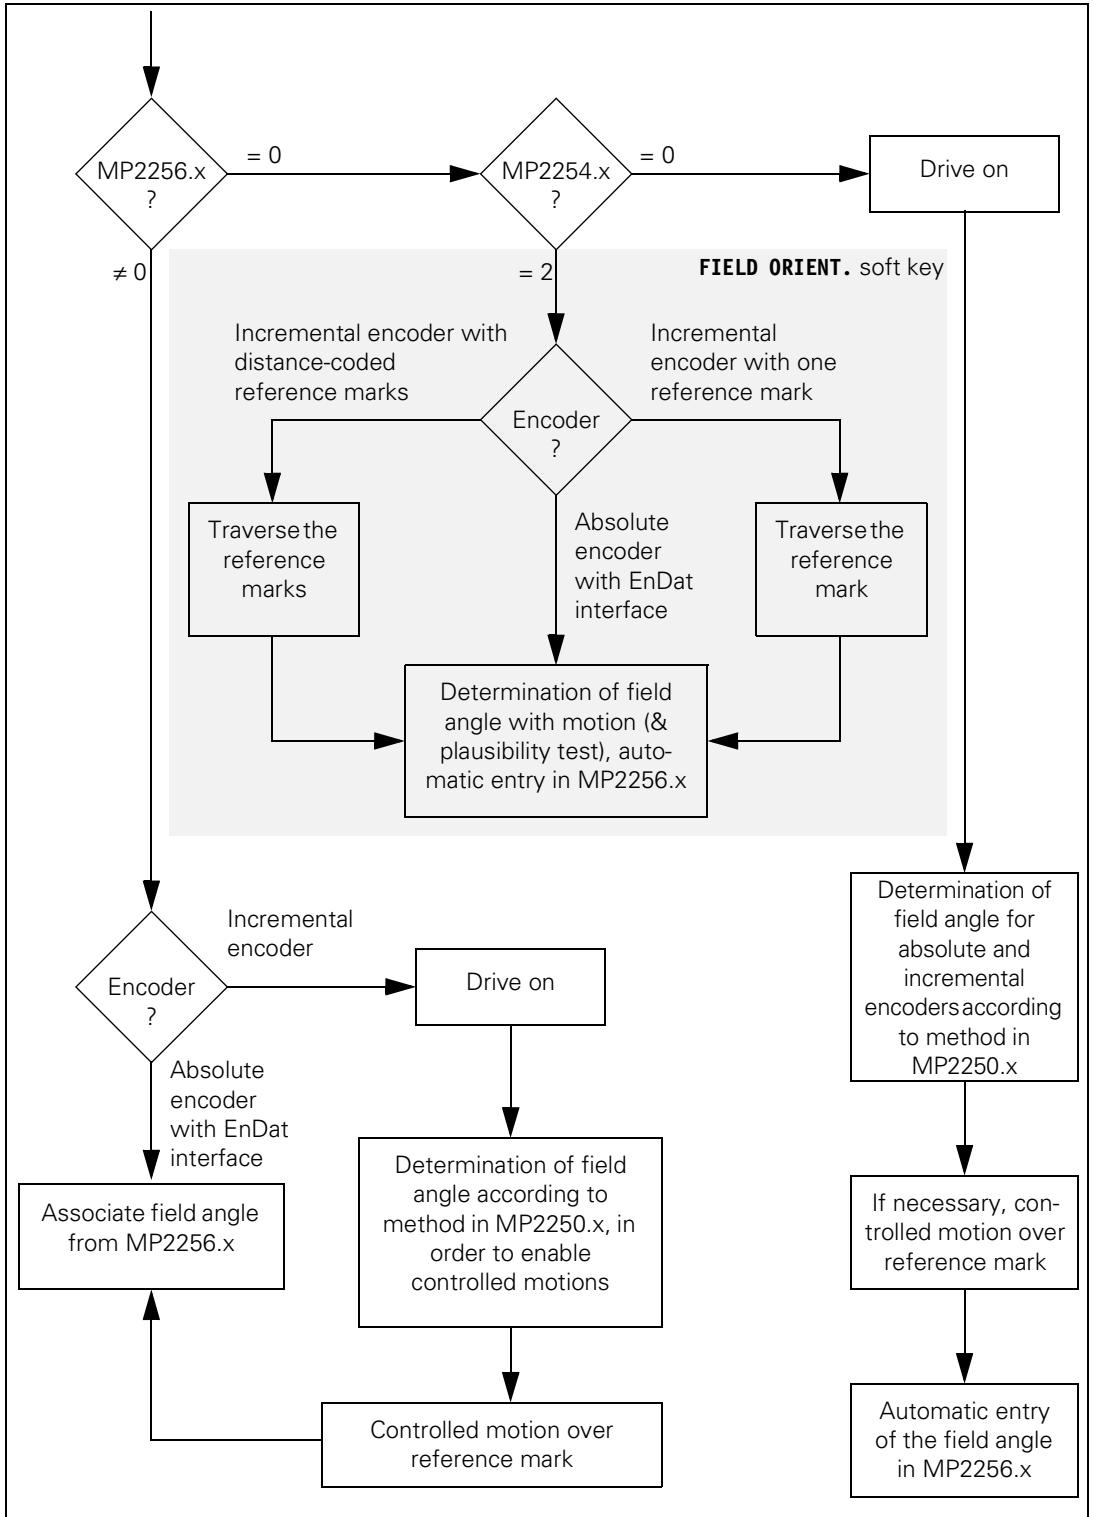 MP2256.x
?
= 0
MP2254.x
?
= 0
Drive on
≠ 0
= 2
FIELD ORIENT. soft key
Incremental encoder with
distance-coded
reference marks
Incremental
encoder with one
reference mark
Encoder
?
Traverse the
reference
marks
Absolute
encoder
with EnDat
interface
Traverse the
reference
mark
Determination of field
angle with motion (&
plausibility test), auto-
matic entry in MP2256.x
Determination of
field angle for
absolute and
incremental
encoders according
to method in
MP2250.x
Incremental
encoder
Encoder
?
Drive on
Absolute
encoder
with EnDat
interface
Associate field angle
from MP2256.x
Determination of field
angle according to
method in MP2250.x, in
order to enable
controlled motions
If necessary, con-
trolled motion over
reference mark
Controlled motion over
reference mark
Automatic entry
of the field angle
in MP2256.x